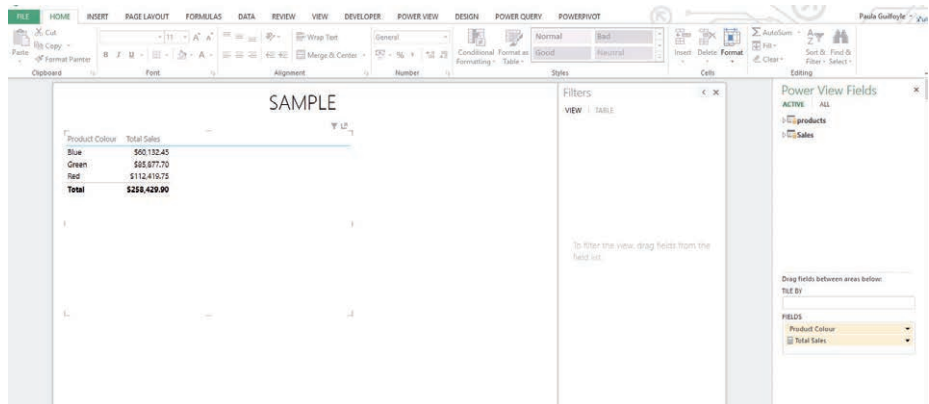 FILE HOME INSERT PAGE LAYOUT FORMULAS DATA REVIEW VIEW DEVELOPER POWER VIEW DESIGN POWER QUERY POWERPIVOT Paula Guilfoyle
Cut
Copy
Format Painter
Paste
Clipboard
11
B I U
Font
Wrap Text
Merge & Center
Alignment
General
Number
Conditional Formatting
Format as Table
Normal Bad
Good Neutral
Styles
Insert Delete Format
Cells
AutoSum
Fill
Clear
Sort & Filter
Find & Select
Editing
SAMPLE
Product Colour Total Sales
Blue $60,132.45
Green $85,877.70
Red $112,419.75
Total $258,429.90
Filters
VIEW TABLE
To filter the view, drag fields from the
field list.
Power View Fields
ACTIVE ALL
products
Sales
Drag fields between areas below:
TILE BY
FIELDS
Product Colour
Total Sales